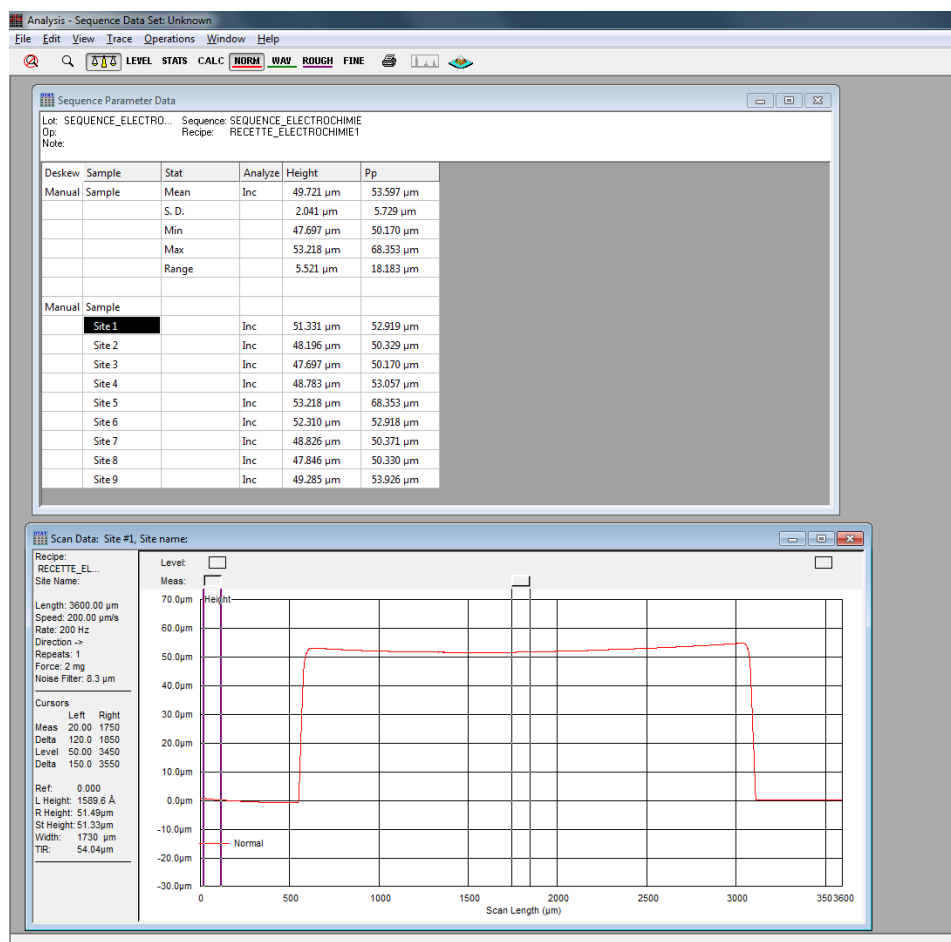 Analysis - Sequence Data Set: Unknown
File Edit View Trace Operations Window Help
LEVEL STATS CALC NORM WAV ROUGH FINE
STAT Sequence Parameter Data
Lot: SEQUENCE_ELECTRO... Sequence: SEQUENCE_ELECTROCHIMIE
Op: Recipe: RECETTE_ELECTROCHIMIE1
Note:
Deskew Sample Stat Analyze Height Pp
Manual Sample Mean Inc 49.721 µm 53.597 µm
S. D. 2.041 µm 5.729 µm
Min 47.697 µm 50.170 µm
Max 53.218 µm 68.353 µm
Range 5.521 µm 18.183 µm
Manual Sample
Site 1 Inc 51.331 µm 52.919 µm
Site 2 Inc 48.196 µm 50.329 µm
Site 3 Inc 47.697 µm 50.170 µm
Site 4 Inc 48.783 µm 53.057 µm
Site 5 Inc 53.218 µm 68.353 µm
Site 6 Inc 52.310 µm 52.918 µm
Site 7 Inc 48.826 µm 50.371 µm
Site 8 Inc 47.846 µm 50.330 µm
Site 9 Inc 49.285 µm 53.926 µm
STAT Scan Data: Site #1, Site name:
Recipe:
RECETTE_EL...
Site Name:
Length: 3600.00 µm
Speed: 200.00 µm/s
Rate: 200 Hz
Direction ->
Repeats: 1
Force: 2 mg
Noise Filter: 8.3 µm
Cursors
Left Right
Meas 20.00 1750
Delta 120.0 1850
Level 50.00 3450
Delta 150.0 3550
Ref: 0.000
L Height: 1589.6 Å
R Height: 51.49µm
St Height: 51.33µm
Width: 1730 µm
TIR: 54.04µm
Level:
Meas:
70.0µm Height
60.0µm
50.0µm
40.0µm
30.0µm
20.0µm
10.0µm
0.0µm
-10.0µm
Normal
-20.0µm
-30.0µm
0 500 1000 1500 2000 2500 3000 3503600
Scan Length (µm)